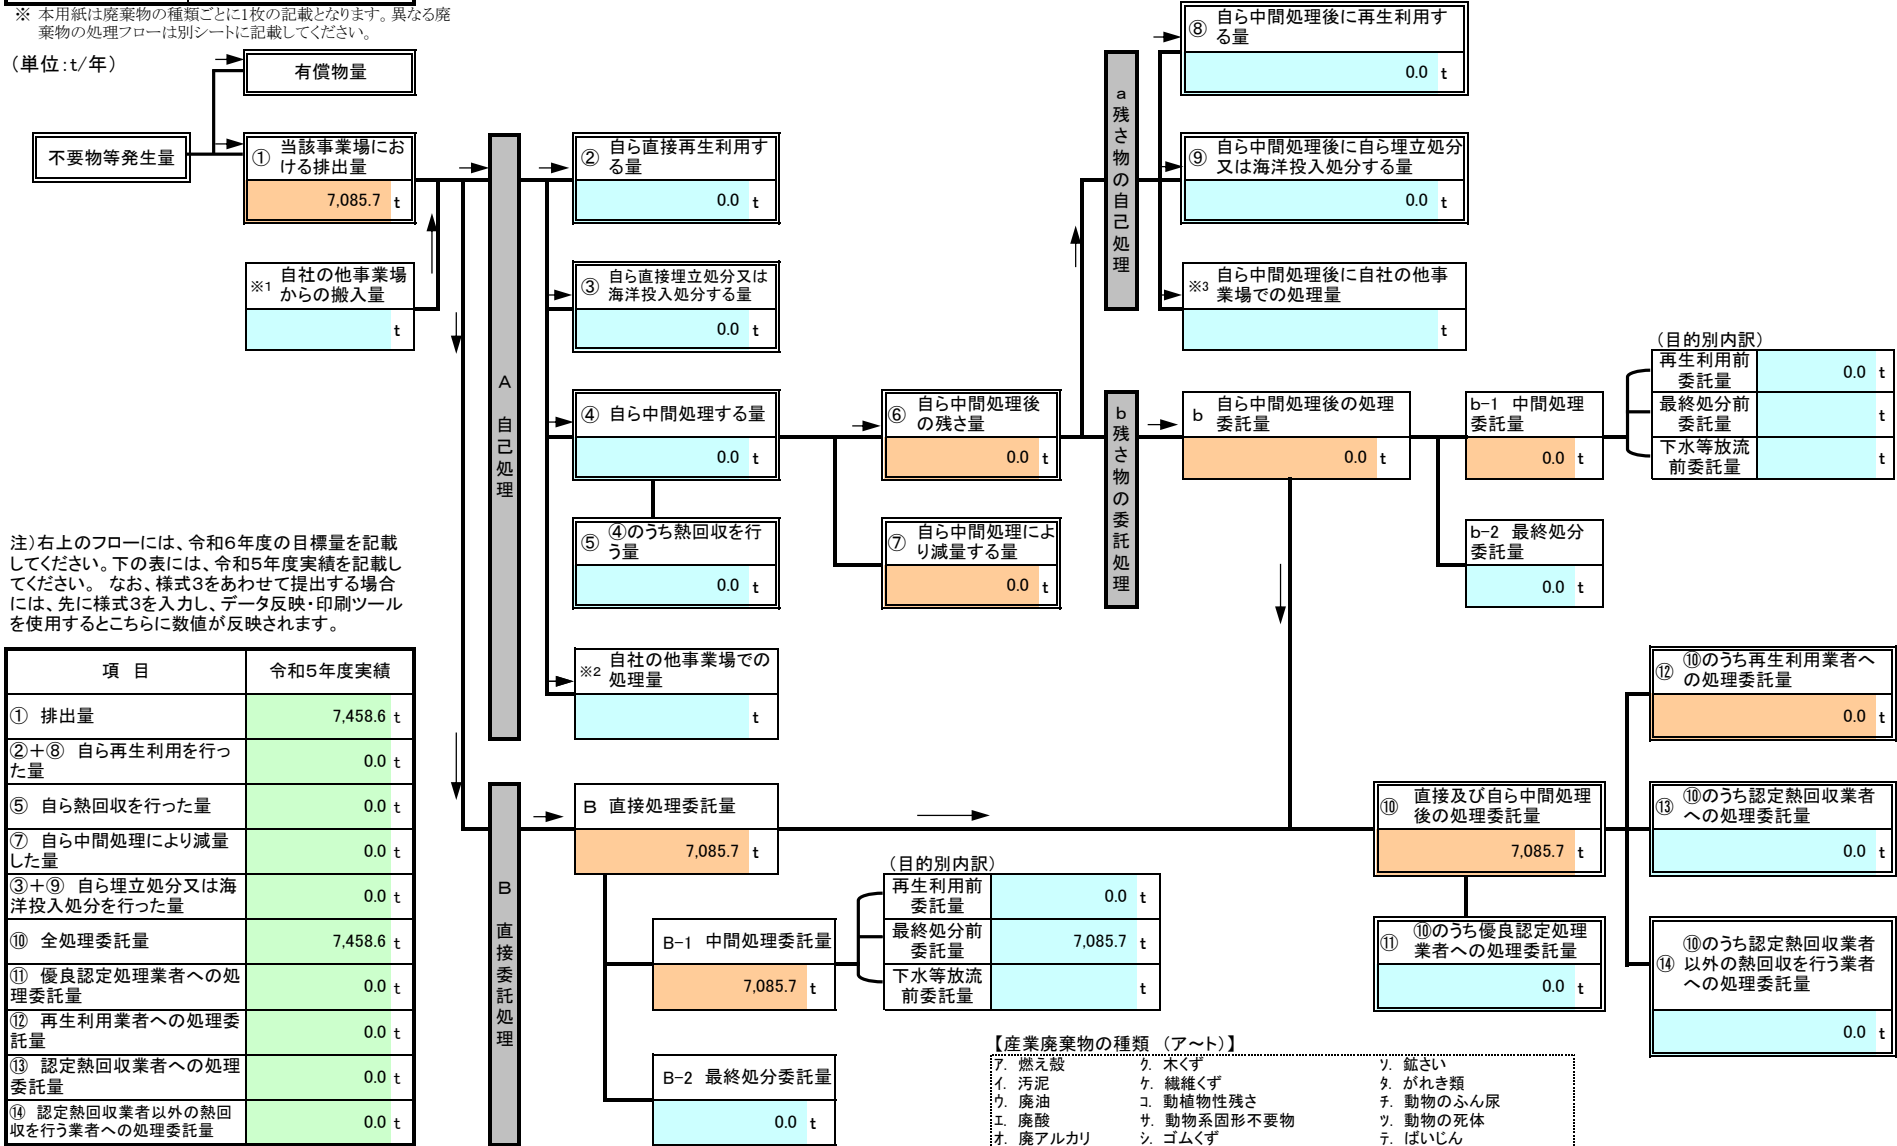 ※ 本用紙は廃棄物の種類ごとに1枚の記載となります。異なる廃
棄物の処理フローは別シートに記載してください。
(単位:t/年)
有償物量
不要物等発生量
① 当該事業場にお
ける排出量
7,085.7 t
※1 自社の他事業場
からの搬入量
t
A 自己処理
② 自ら直接再生利用す
る量
0.0 t
③ 自ら直接埋立処分又は
海洋投入処分する量
0.0 t
④ 自ら中間処理する量
0.0 t
⑤ ④のうち熱回収を行
う量
0.0 t
※2 自社の他事業場での
処理量
t
⑥ 自ら中間処理後
の残さ量
0.0 t
⑦ 自ら中間処理によ
り減量する量
0.0 t
a 残さ物の自己処理
⑧ 自ら中間処理後に再生利用す
る量
0.0 t
⑨ 自ら中間処理後に自ら埋立処分
又は海洋投入処分する量
0.0 t
※3 自ら中間処理後に自社の他事
業場での処理量
t
b 残さ物の委託処理
b 自ら中間処理後の処理
委託量
0.0 t
b-1 中間処理
委託量
0.0 t
b-2 最終処分
委託量
0.0 t
(目的別内訳)
再生利用前
委託量
0.0 t
最終処分前
委託量
t
下水等放流
前委託量
t
注)右上のフローには、令和6年度の目標量を記載
してください。下の表には、令和5年度実績を記載し
てください。 なお、様式3をあわせて提出する場合
には、先に様式3を入力し、データ反映・印刷ツール
を使用するとこちらに数値が反映されます。
項 目 令和5年度実績
① 排出量 7,458.6 t
②+⑧ 自ら再生利用を行っ
た量 0.0 t
⑤ 自ら熱回収を行った量 0.0 t
⑦ 自ら中間処理により減量
した量 0.0 t
③+⑨ 自ら埋立処分又は海
洋投入処分を行った量 0.0 t
⑩ 全処理委託量 7,458.6 t
⑪ 優良認定処理業者への処
理委託量 0.0 t
⑫ 再生利用業者への処理委
託量 0.0 t
⑬ 認定熱回収業者への処理
委託量 0.0 t
⑭ 認定熱回収業者以外の熱回
収を行う業者への処理委託量 0.0 t
B 直接委託処理
B 直接処理委託量
7,085.7 t
B-1 中間処理委託量
7,085.7 t
B-2 最終処分委託量
0.0 t
(目的別内訳)
再生利用前
委託量
0.0 t
最終処分前
委託量
7,085.7 t
下水等放流
前委託量
t
⑩ 直接及び自ら中間処理
後の処理委託量
7,085.7 t
⑪ ⑩のうち優良認定処理
業者への処理委託量
0.0 t
⑫ ⑩のうち再生利用業者へ
の処理委託量
0.0 t
⑬ ⑩のうち認定熱回収業者
への処理委託量
0.0 t
⑭ ⑩のうち認定熱回収業者
以外の熱回収を行う業者
への処理委託量
0.0 t
【産業廃棄物の種類 (ア~ト)】
ア. 燃え殻 ク. 木くず ソ. 鉱さい
イ. 汚泥 ケ. 繊維くず タ. がれき類
ウ. 廃油 コ. 動植物性残さ チ. 動物のふん尿
エ. 廃酸 サ. 動物系固形不要物 ツ. 動物の死体
オ. 廃アルカリ シ. ゴムくず テ. ばいじん